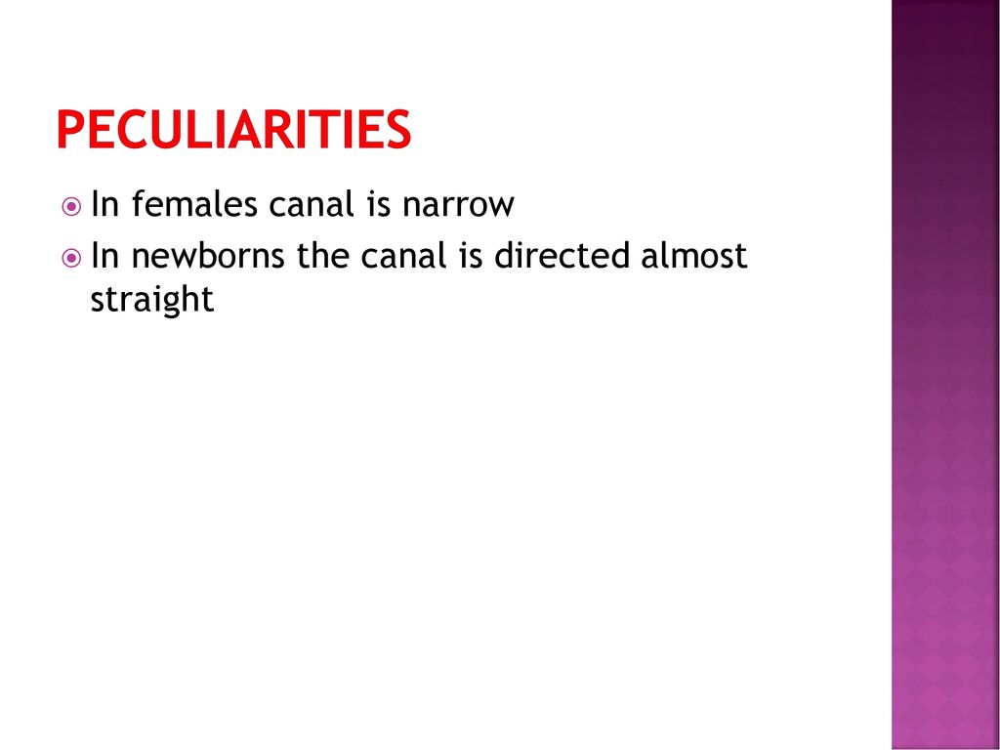 PECULIARITIES
In females canal is narrow
In newborns the canal is directed almost
straight